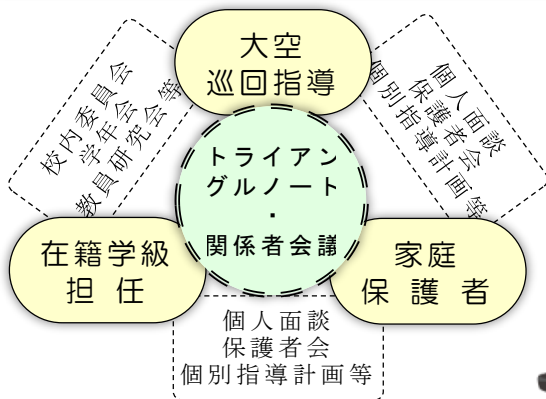 大空
巡回指導
校内委員会
学年会
教員研究会等
個人面談
保護者会
個別指導計画等
トライアン
グルノート
・
関係者会議
在籍学級
担 任
家庭
保 護 者
個人面談
保護者会
個別指導計画等